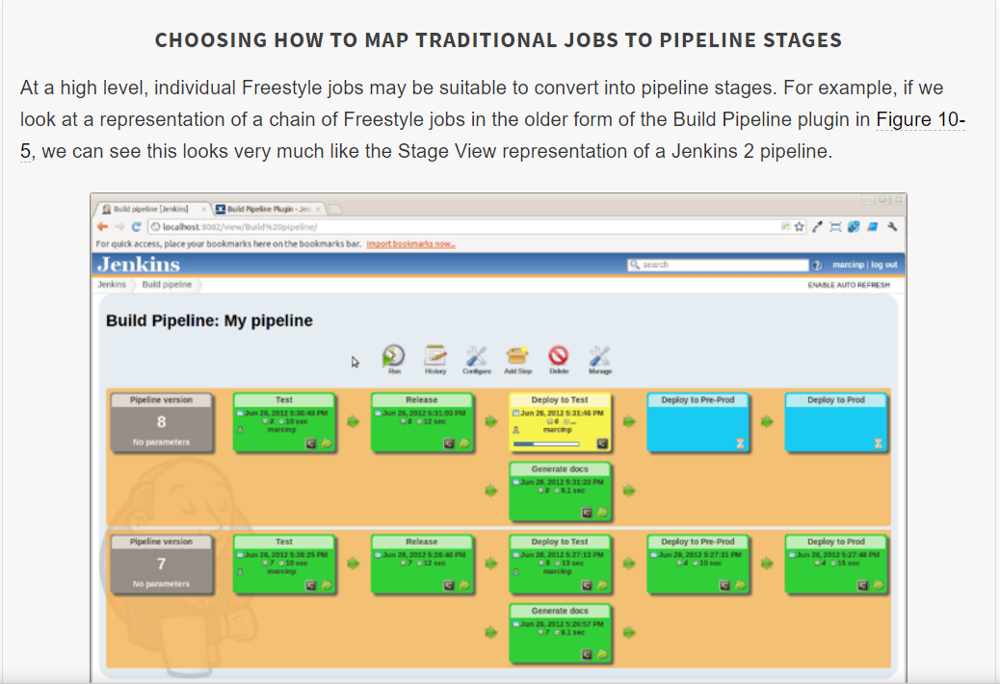 CHOOSING HOW TO MAP TRADITIONAL JOBS TO PIPELINE STAGES
At a high level, individual Freestyle jobs may be suitable to convert into pipeline stages. For example, if we
look at a representation of a chain of Freestyle jobs in the older form of the Build Pipeline plugin in Figure 10-
5, we can see this looks very much like the Stage View representation of a Jenkins 2 pipeline.
Build pipeline [Jenkins]
Build Pipeline Plugin - Jen
localhost:8082/view/Build%20pipeline/
For quick access, place your bookmarks here on the bookmarks bar. Import bookmarks now...
Jenkins
search
marcinp | log out
Jenkins
Build pipeline
ENABLE AUTO REFRESH
Build Pipeline: My pipeline
Run
History
Configure
Add Step
Delete
Manage
Pipeline version
8
No parameters
Test
Jun 26, 2012 5:30:48 PM
8 10 sec
marcinp
Release
Jun 26, 2012 5:31:03 PM
8 12 sec
Deploy to Test
Jun 26, 2012 5:31:46 PM
6 ...
marcinp
Deploy to Pre-Prod
Deploy to Prod
Generate docs
Jun 26, 2012 5:31:20 PM
8 9.1 sec
Pipeline version
7
No parameters
Test
Jun 26, 2012 5:26:25 PM
7 10 sec
marcinp
Release
Jun 26, 2012 5:26:40 PM
7 12 sec
Deploy to Test
Jun 26, 2012 5:27:13 PM
5 13 sec
marcinp
Deploy to Pre-Prod
Jun 26, 2012 5:27:31 PM
4 10 sec
Deploy to Prod
Jun 26, 2012 5:27:46 PM
4 15 sec
Generate docs
Jun 26, 2012 5:26:57 PM
7 9.1 sec